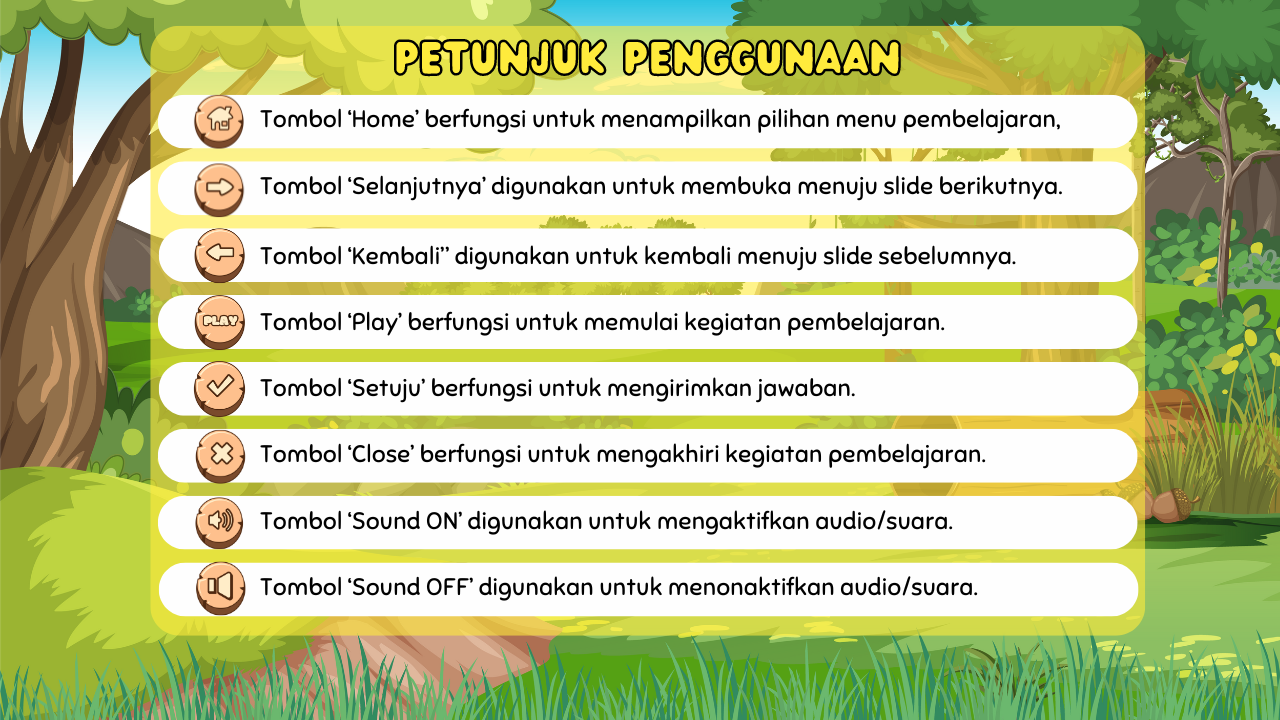 PETUNJUK PENGGUNAAN
Tombol ‘Home’ berfungsi untuk menampilkan pilihan menu pembelajaran,
Tombol ‘Selanjutnya’ digunakan untuk membuka menuju slide berikutnya.
Tombol ‘Kembali’’ digunakan untuk kembali menuju slide sebelumnya.
PLAY Tombol ‘Play’ berfungsi untuk memulai kegiatan pembelajaran.
Tombol ‘Setuju’ berfungsi untuk mengirimkan jawaban.
Tombol ‘Close’ berfungsi untuk mengakhiri kegiatan pembelajaran.
Tombol ‘Sound ON’ digunakan untuk mengaktifkan audio/suara.
Tombol ‘Sound OFF’ digunakan untuk menonaktifkan audio/suara.